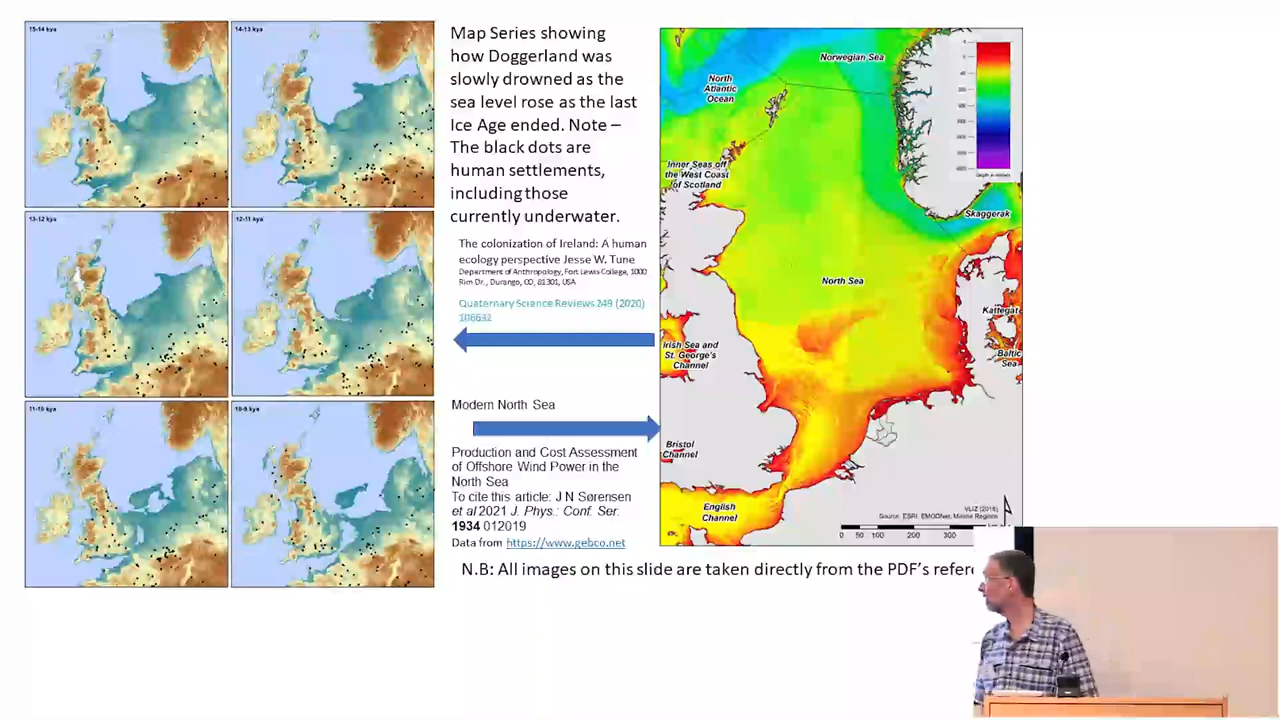 15-14 kya
14-13 kya
13-12 kya
12-11 kya
11-10 kya
10-9 kya
Map Series showing
how Doggerland was
slowly drowned as the
sea level rose as the last
Ice Age ended. Note –
The black dots are
human settlements,
including those
currently underwater.
The colonization of Ireland: A human
ecology perspective Jesse W. Tune
Department of Anthropology, Fort Lewis College, 1000
Rim Dr., Durango, CO, 81301, USA
Quaternary Science Reviews 249 (2020)
106632
Modern North Sea
Production and Cost Assessment
of Offshore Wind Power in the
North Sea
To cite this article: J N Sørensen
et al 2021 J. Phys.: Conf. Ser.
1934 012019
Data from https://www.gebco.net
Norwegian Sea
North
Atlantic
Ocean
Inner Seas off
the West Coast
of Scotland
Skaggerak
North Sea
Kattegat
Baltic
Sea
Irish Sea and
St. George's
Channel
Bristol
Channel
English
Channel
Depth in meters
VLIZ (2016)
Source: ESRI, EMODNet, Marine Regions
0 50 100 200 300
N.B: All images on this slide are taken directly from the PDF's refere